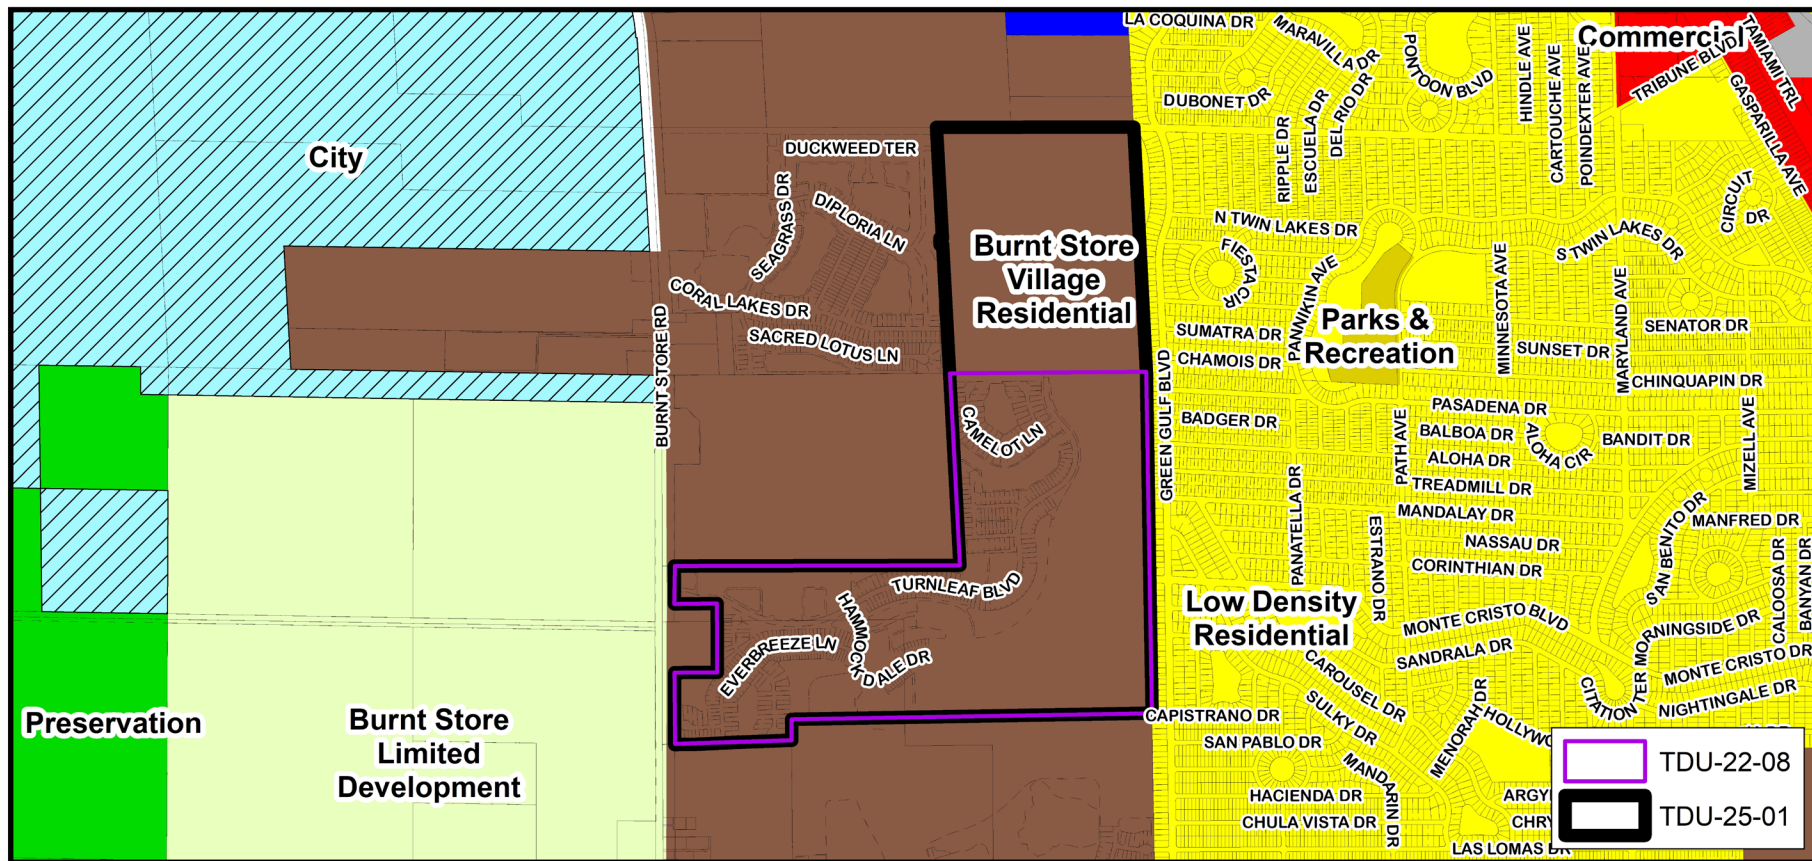 LA COQUINA DR
MARAVILLA DR
PONTOON BLVD
HINDLE AVE
CARTOUCHE AVE
POINDEXTER AVE
Commercial
TRIBUNE BLVD
TAMIAMI TRL
GASPARILLA AVE
DUBONET DR
RIPPLE DR
ESCUELA DR
DEL RIO DR
City
DUCKWEED TER
SEAGRASS DR
DIPLORIA LN
CORAL LAKES DR
SACRED LOTUS LN
BURNT STORE RD
Burnt Store
Village
Residential
N TWIN LAKES DR
FIESTA CIR
PANNIKIN AVE
S TWIN LAKES DR
CIRCUIT DR
MINNESOTA AVE
MARYLAND AVE
SENATOR DR
SUMATRA DR
CHAMOIS DR
Parks &
Recreation
SUNSET DR
CHINQUAPIN DR
GREEN GULF BLVD
CAMELOT LN
BADGER DR
PATH AVE
PASADENA DR
BALBOA DR
ALOHA DR
ALOHA CIR
BANDIT DR
MIZELL AVE
TREADMILL DR
MANDALAY DR
NASSAU DR
CORINTHIAN DR
PANATELLA DR
ESTRANO DR
SAN BENITO DR
MANFRED DR
CALOOSA DR
BANYAN DR
TURNLEAF BLVD
HAMMOCK DALE DR
EVERBREEZE LN
Low Density
Residential
MONTE CRISTO BLVD
SANDRALA DR
MORNINGSIDE DR
MONTE CRISTO DR
NIGHTINGALE DR
CITATION TER
CAROUSEL DR
SULKY DR
MENORAH DR
HOLLYWO
CAPISTRANO DR
SAN PABLO DR
MANDARIN DR
HACIENDA DR
CHULA VISTA DR
ARGY
CHRY
LAS LOMAS DR
Preservation
Burnt Store
Limited
Development
TDU-22-08
TDU-25-01